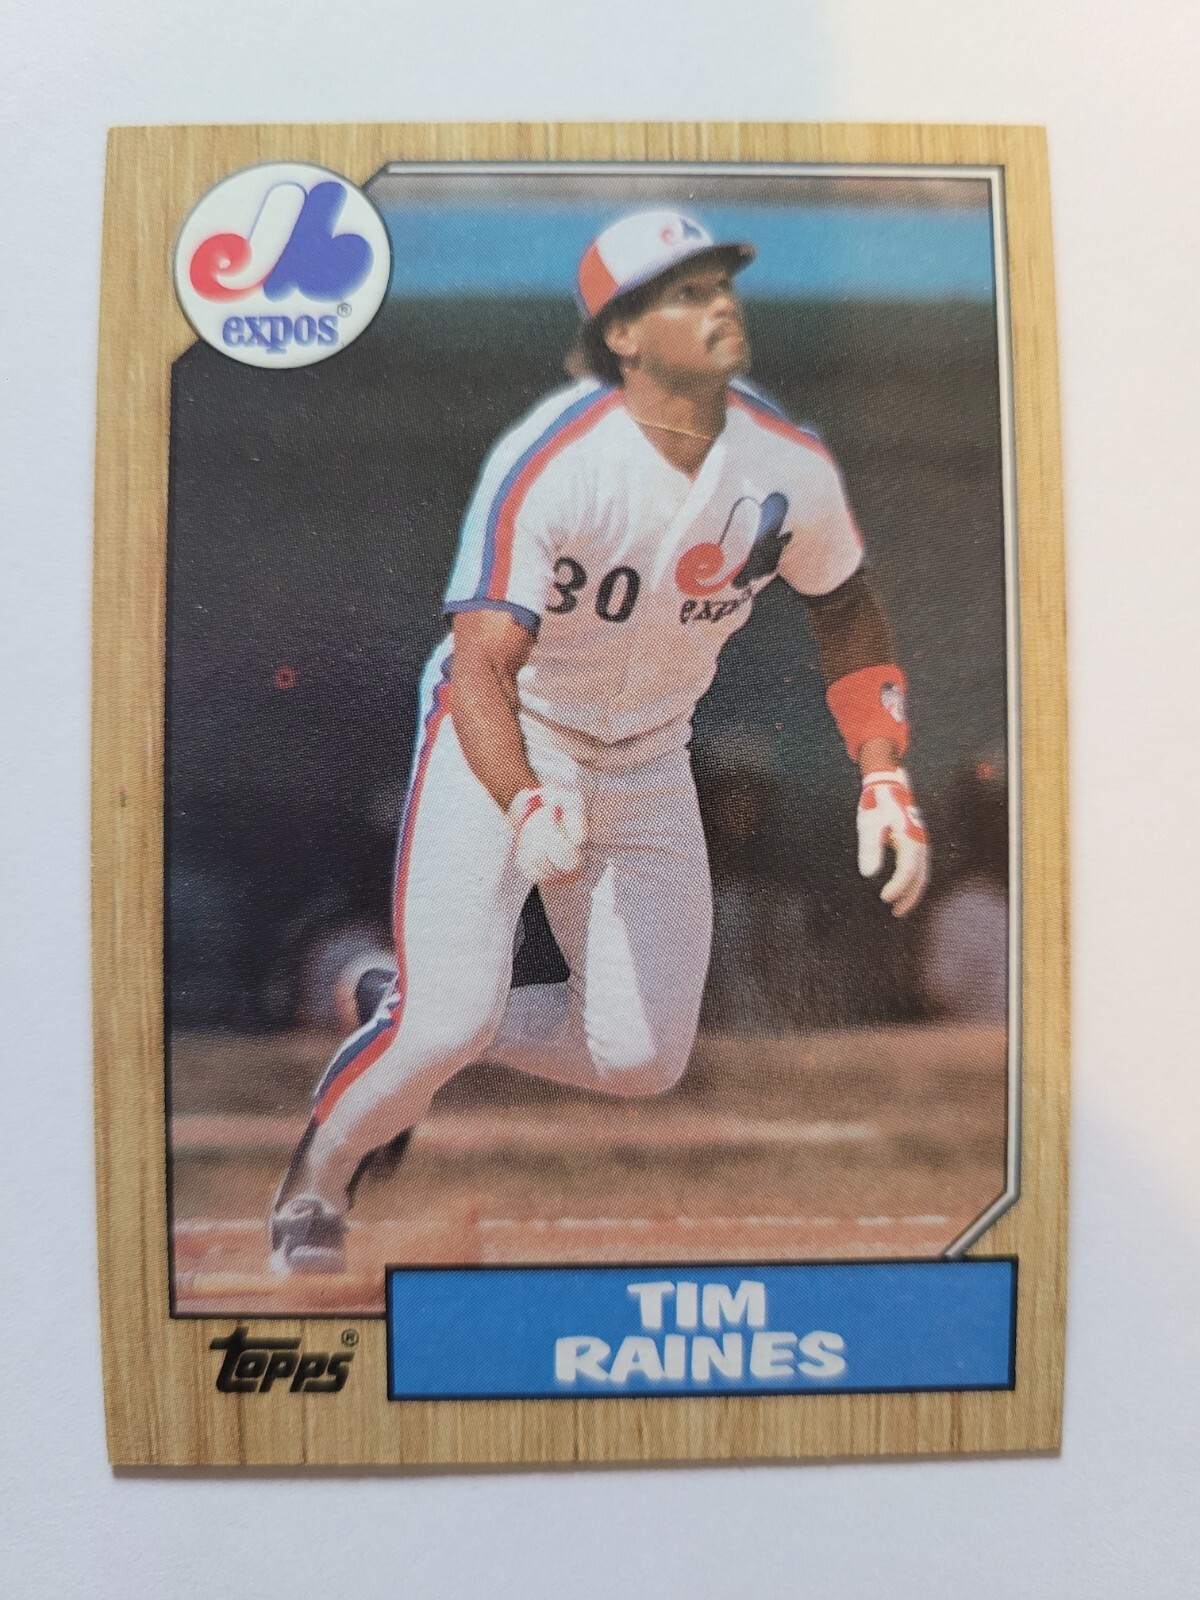 expos®
30
expos
TIM
RAINES
topps®